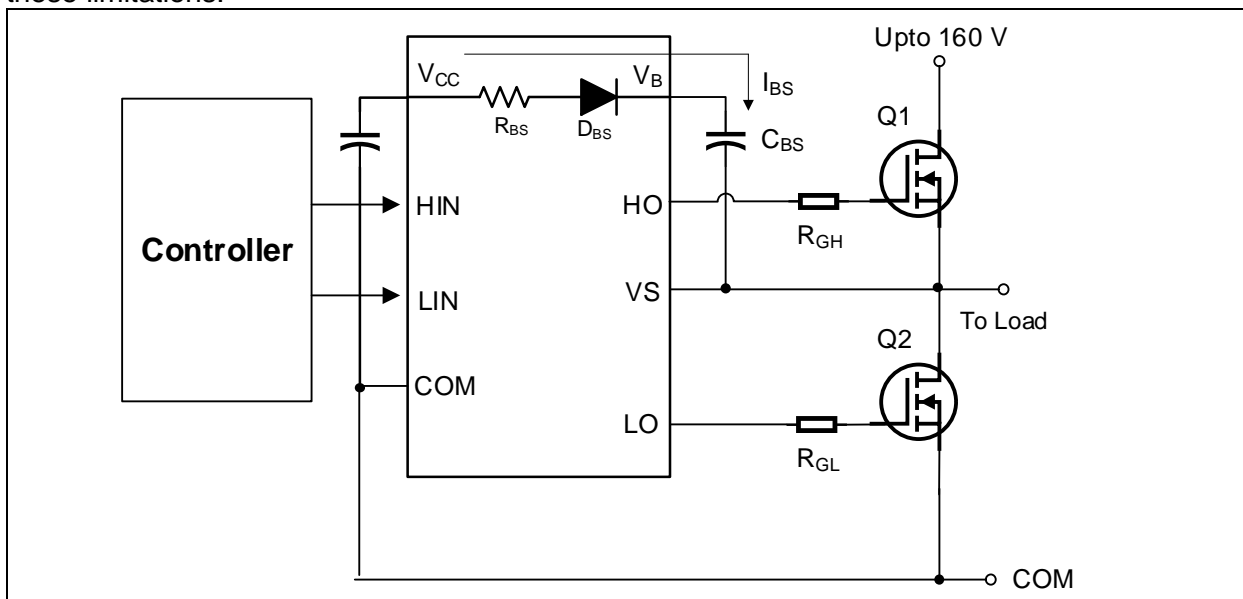 these limitations.
Upto 160 V
VCC
VB
IBS
RBS
DBS
Q1
CBS
HIN
HO
RGH
Controller
LIN
VS
To Load
Q2
COM
LO
RGL
COM